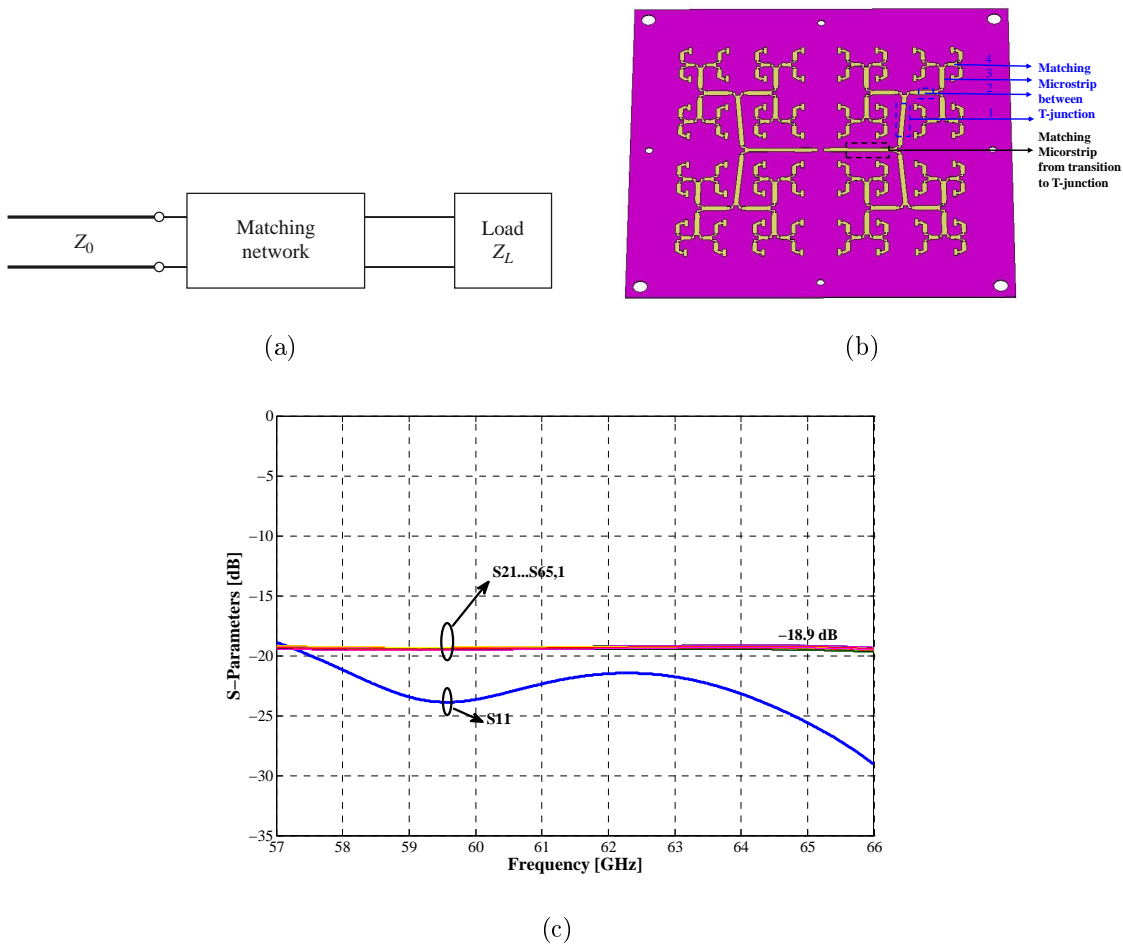 Z0
Matching
network
Load
ZL
(a)
4
3
2
1
Matching
Microstrip
between
T-junction
Matching
Micorstrip
from transition
to T-junction
(b)
0
−5
−10
−15
−20
−25
−30
−35
S−Parameters [dB]
S21...S65,1
−18.9 dB
S11
57 58 59 60 61 62 63 64 65 66
Frequency [GHz]
(c)